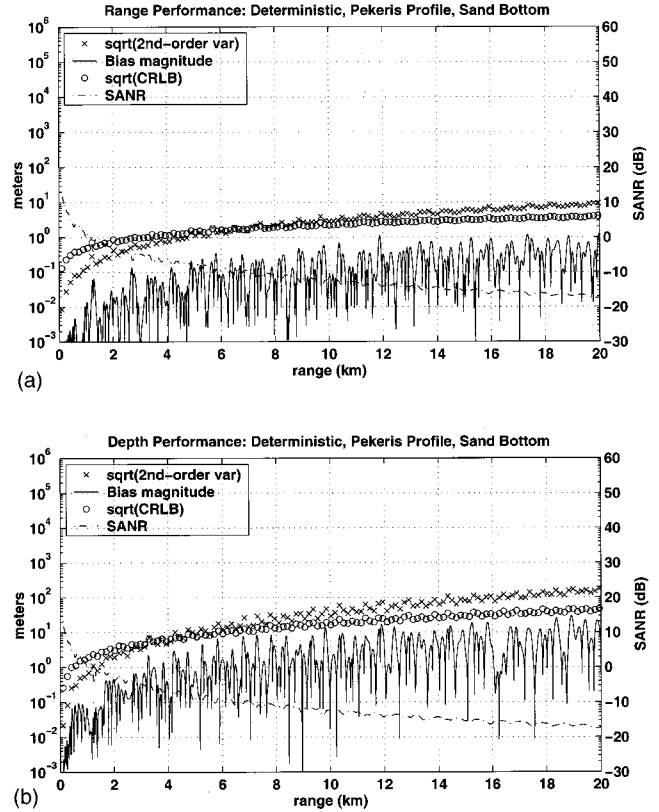 Range Performance: Deterministic, Pekeris Profile, Sand Bottom
10^6 60
× sqrt(2nd−order var)
10^5 50
Bias magnitude
○ sqrt(CRLB)
10^4 40
SANR
10^3 30
10^2 20
10^1 10
10^0 0
10^−1 −10
10^−2 −20
10^−3 −30
meters
SANR (dB)
0 2 4 6 8 10 12 14 16 18 20
range (km)
(a)
Depth Performance: Deterministic, Pekeris Profile, Sand Bottom
10^6 60
× sqrt(2nd−order var)
10^5 50
Bias magnitude
○ sqrt(CRLB)
10^4 40
SANR
10^3 30
10^2 20
10^1 10
10^0 0
10^−1 −10
10^−2 −20
10^−3 −30
meters
SANR (dB)
0 2 4 6 8 10 12 14 16 18 20
range (km)
(b)